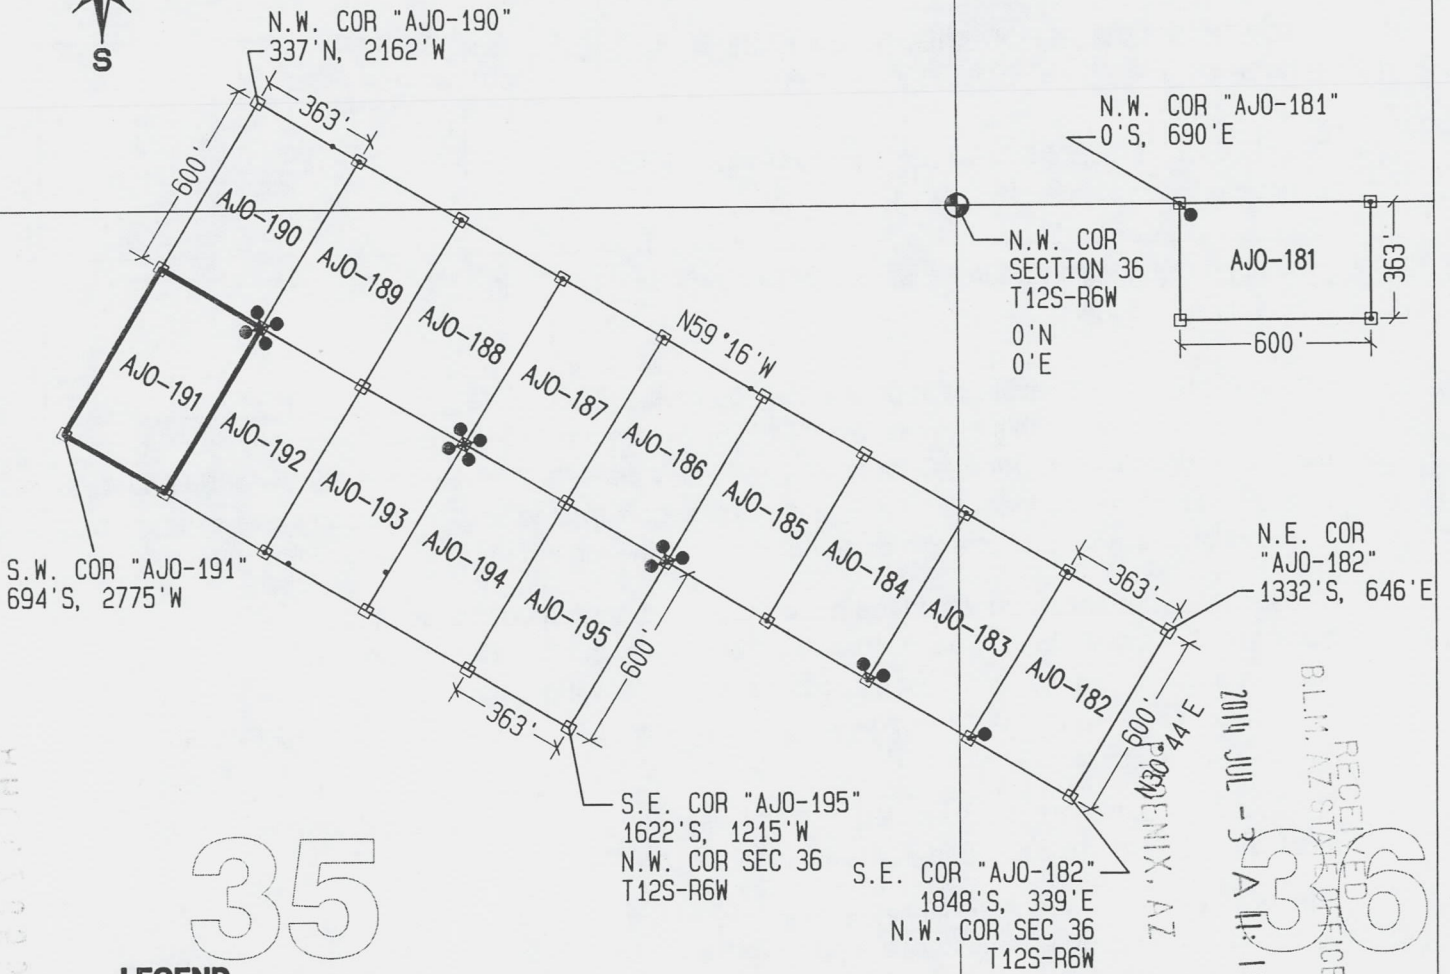 S
N.W. COR "AJO-190"
337'N, 2162'W
363'
600'
AJO-190
AJO-189
AJO-188
AJO-187
AJO-186
AJO-185
AJO-184
AJO-183
AJO-182
N59°16'W
AJO-191
AJO-192
AJO-193
AJO-194
AJO-195
N.W. COR "AJO-181"
0'S, 690'E
AJO-181
363'
600'
N.W. COR
SECTION 36
T12S-R6W
0'N
0'E
S.W. COR "AJO-191"
694'S, 2775'W
N.E. COR
"AJO-182"
1332'S, 646'E
363'
600'
N30°44'E
600'
363'
S.E. COR "AJO-195"
1622'S, 1215'W
N.W. COR SEC 36
T12S-R6W
S.E. COR "AJO-182"
1848'S, 339'E
N.W. COR SEC 36
T12S-R6W
35
36
RECEIVED
B.L.M. AZ STATE OFFICE
2014 JUL -3 A 11:
PHOENIX, AZ
LEGEND